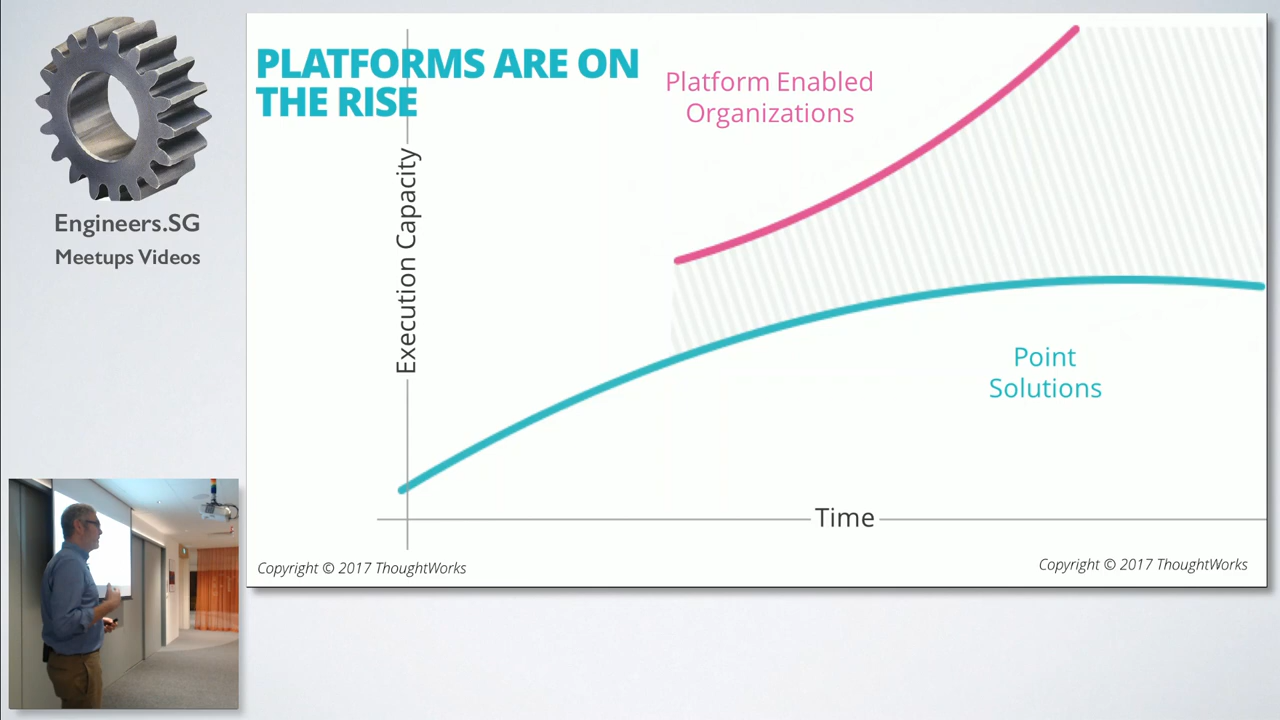 Engineers.SG
Meetups Videos
PLATFORMS ARE ON
THE RISE
Platform Enabled
Organizations
Execution Capacity
Point
Solutions
Time
Copyright © 2017 ThoughtWorks
Copyright © 2017 ThoughtWorks